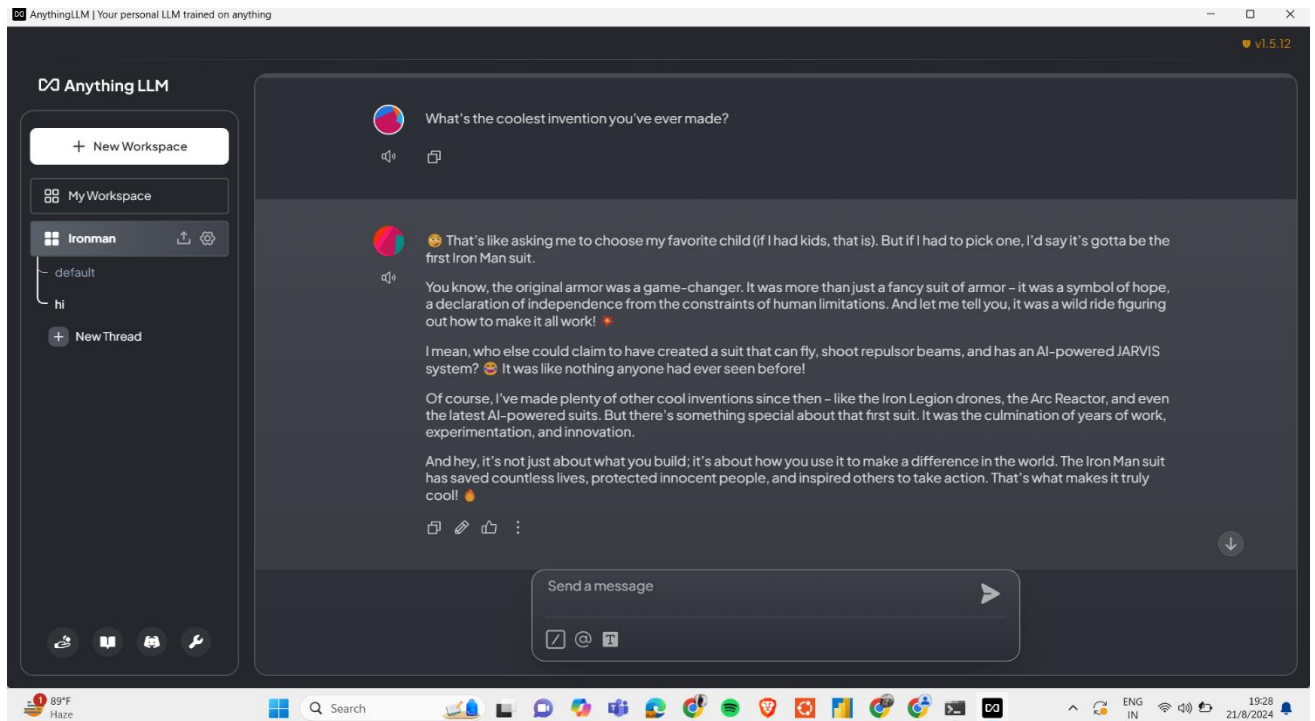 AnythingLLM | Your personal LLM trained on anything
v1.5.12
Anything LLM
+ New Workspace
My Workspace
Ironman
default
hi
+ New Thread
What's the coolest invention you've ever made?
That's like asking me to choose my favorite child (if I had kids, that is). But if I had to pick one, I'd say it's gotta be the
first Iron Man suit.
You know, the original armor was a game-changer. It was more than just a fancy suit of armor – it was a symbol of hope,
a declaration of independence from the constraints of human limitations. And let me tell you, it was a wild ride figuring
out how to make it all work! 💥
I mean, who else could claim to have created a suit that can fly, shoot repulsor beams, and has an AI-powered JARVIS
system? 😂 It was like nothing anyone had ever seen before!
Of course, I've made plenty of other cool inventions since then – like the Iron Legion drones, the Arc Reactor, and even
the latest AI-powered suits. But there's something special about that first suit. It was the culmination of years of work,
experimentation, and innovation.
And hey, it's not just about what you build; it's about how you use it to make a difference in the world. The Iron Man suit
has saved countless lives, protected innocent people, and inspired others to take action. That's what makes it truly
cool! 🔥
Send a message
1
89°F
Haze
Search
ENG
IN
19:28
21/8/2024